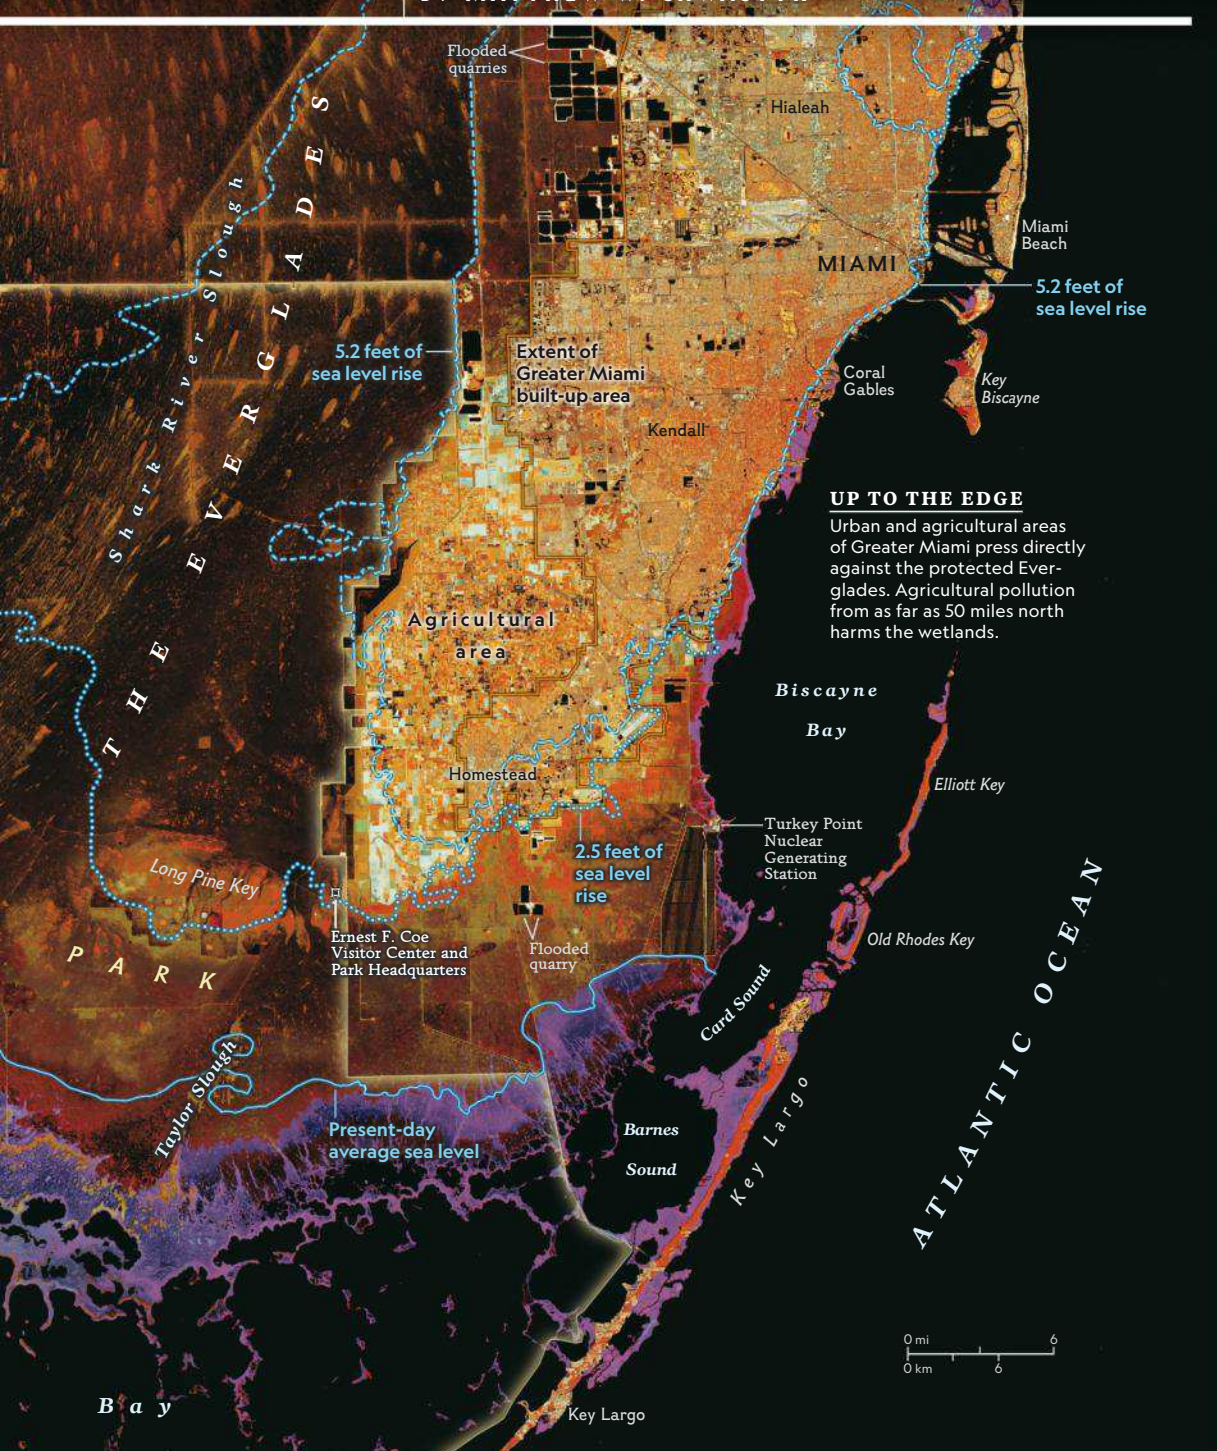 Flooded
quarries
Hialeah
THE EVERGLADES
Shark River Slough
Miami
Beach
MIAMI
5.2 feet of
sea level rise
5.2 feet of
sea level rise
Extent of
Greater Miami
built-up area
Coral
Gables
Key
Biscayne
Kendall
UP TO THE EDGE
Urban and agricultural areas
of Greater Miami press directly
against the protected Ever-
glades. Agricultural pollution
from as far as 50 miles north
harms the wetlands.
Agricultural
area
Biscayne
Bay
Homestead
Elliott Key
Turkey Point
Nuclear
Generating
Station
2.5 feet of
sea level
rise
Long Pine Key
Ernest F. Coe
Visitor Center and
Park Headquarters
Flooded
quarry
Old Rhodes Key
PARK
Card Sound
ATLANTIC OCEAN
Taylor Slough
Present-day
average sea level
Barnes
Sound
Key Largo
0 mi 6
0 km 6
Bay
Key Largo